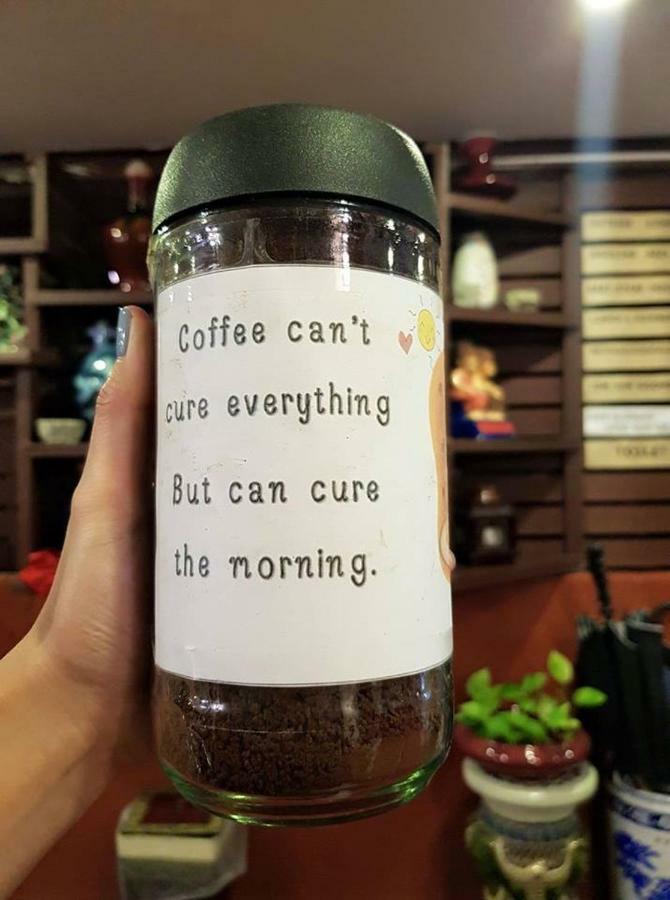 Coffee can't
cure everything
But can cure
the morning.